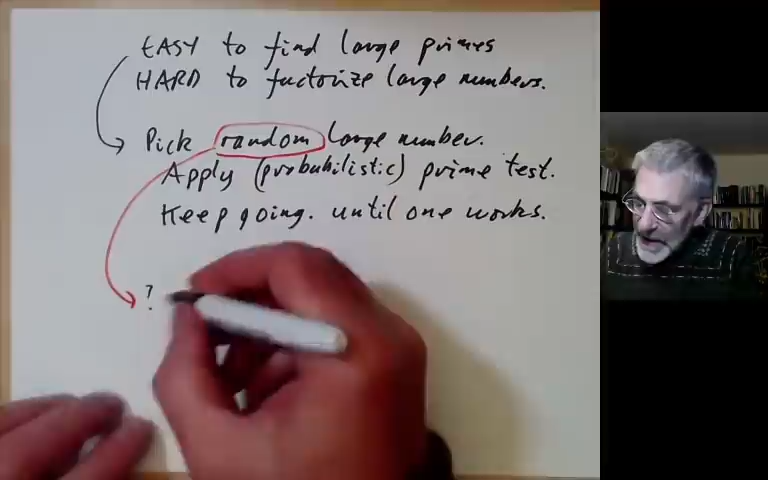 EASY to find large primes
HARD to factorize large numbers.
Pick random large number.
Apply (probabilistic) prime test.
Keep going. until one works.
?